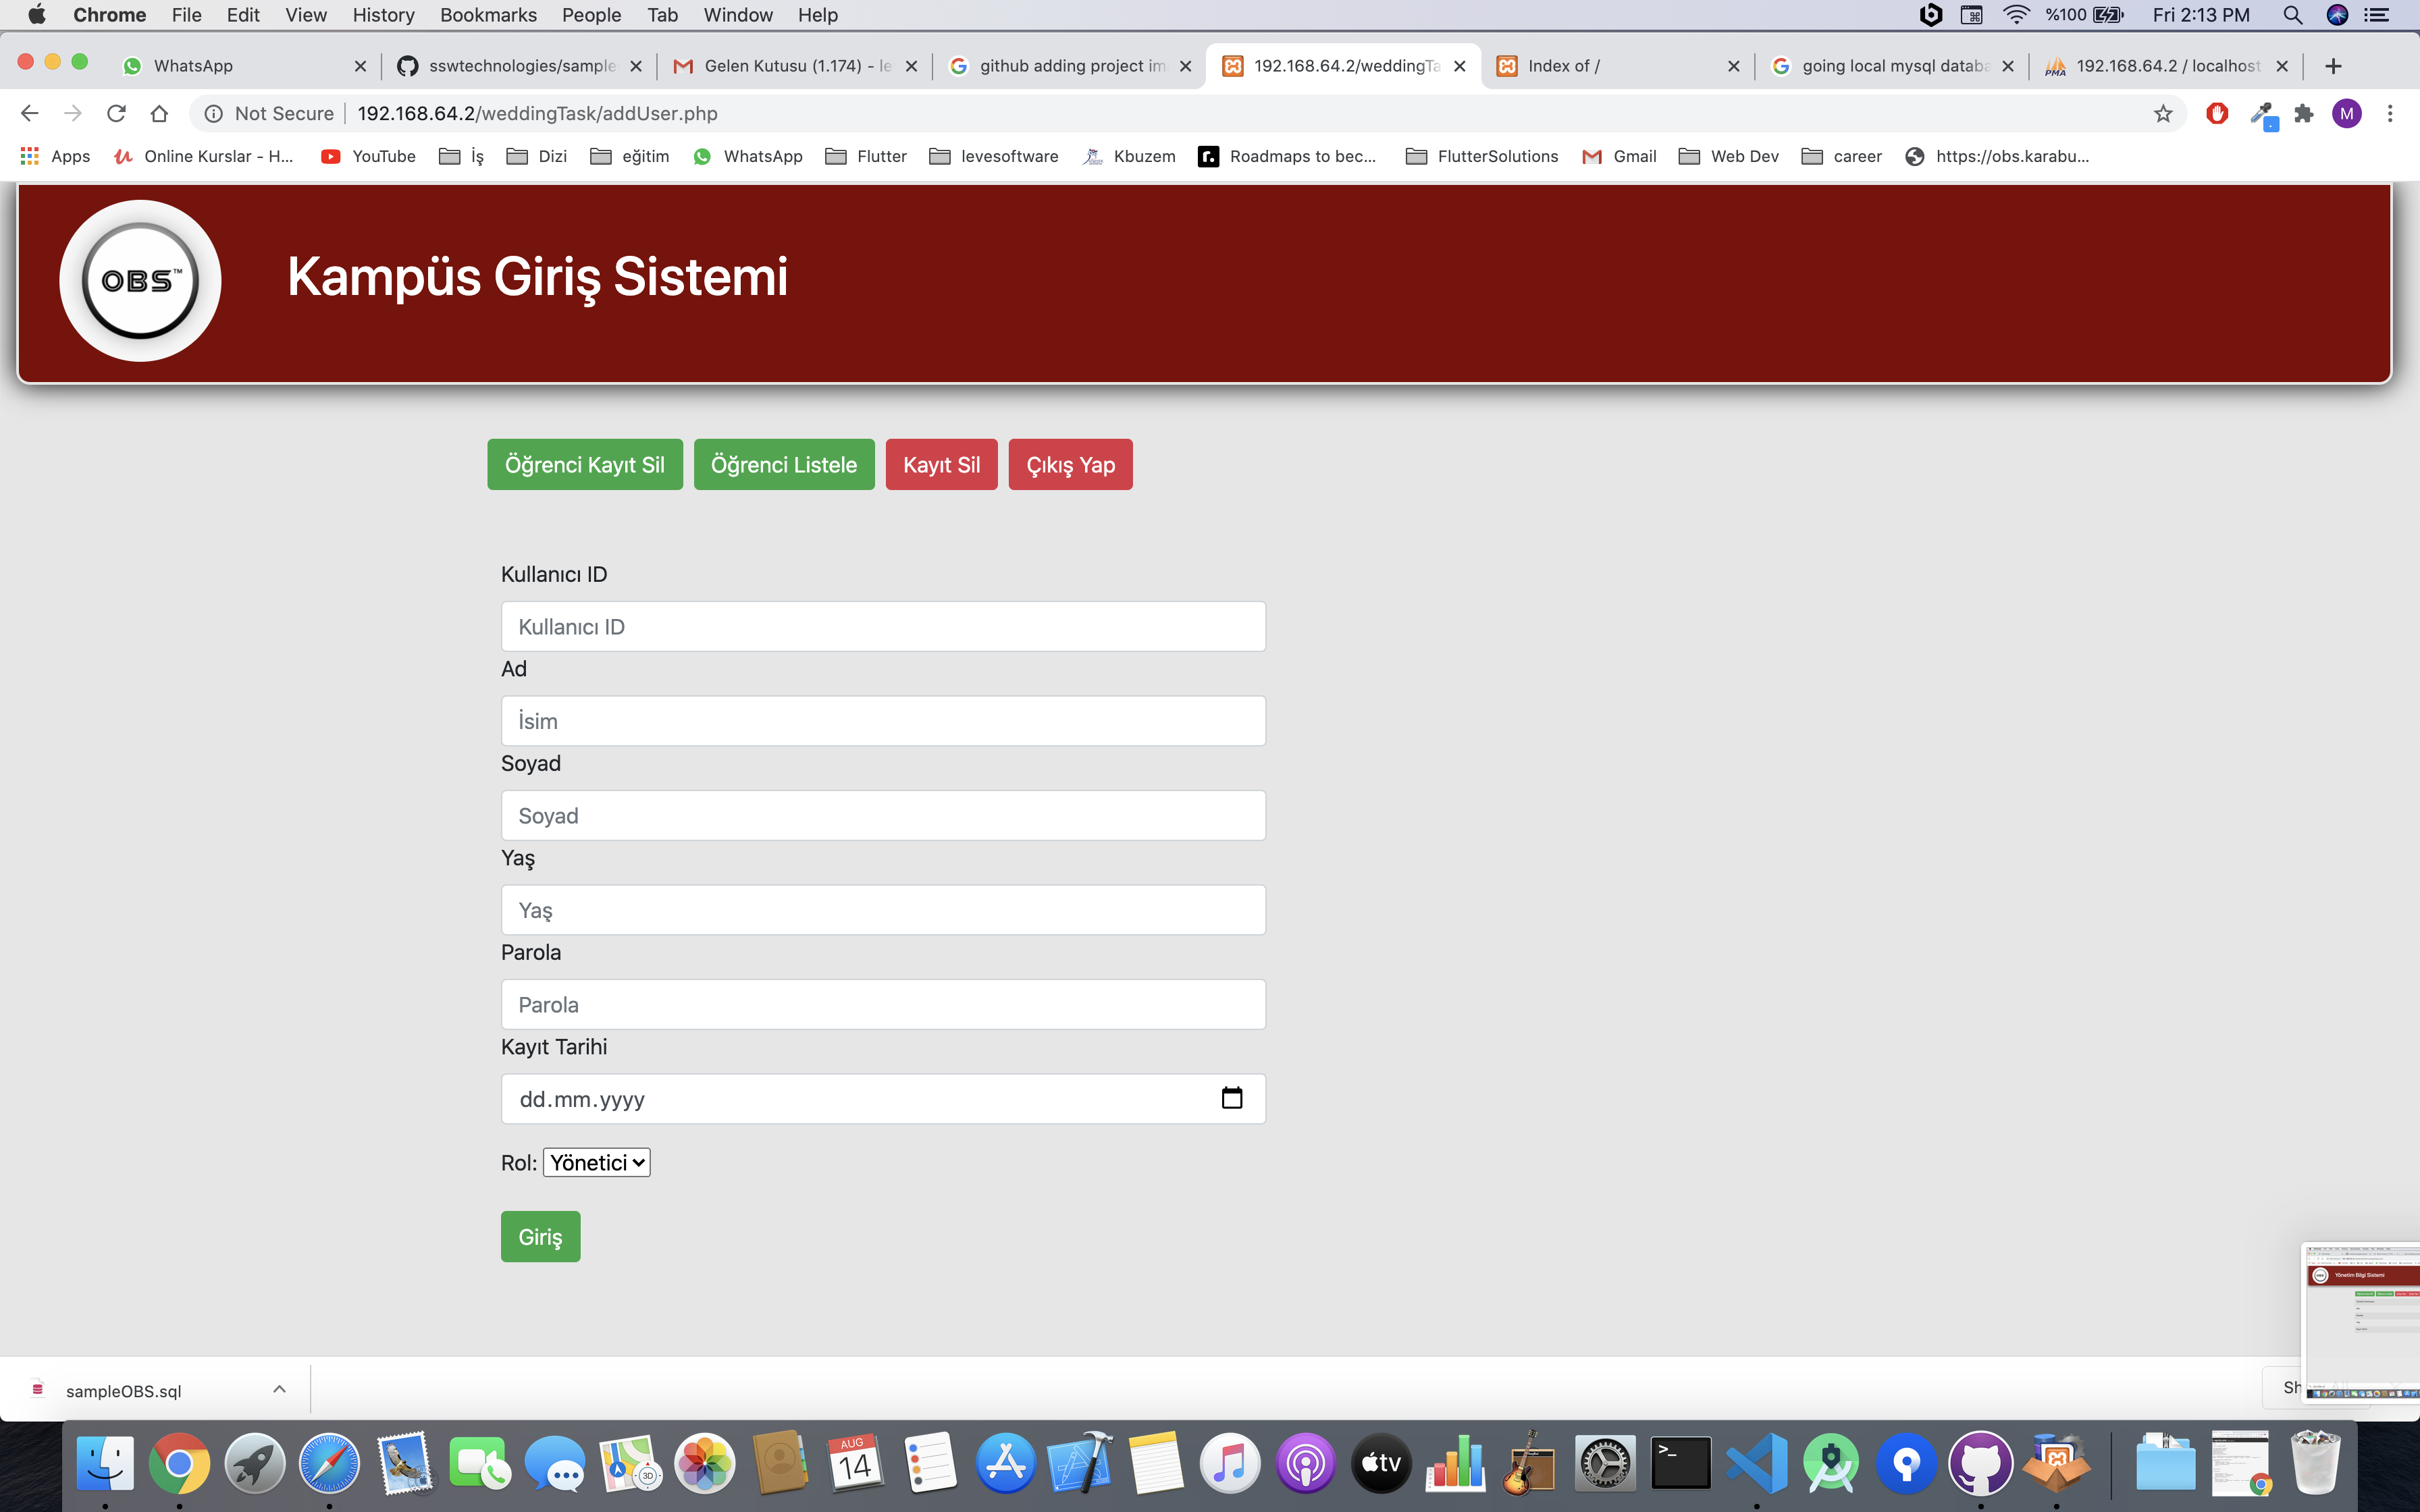 Chrome File Edit View History Bookmarks People Tab Window Help %100 Fri 2:13 PM
WhatsApp sswtechnologies/sample Gelen Kutusu (1.174) - le github adding project im 192.168.64.2/weddingTa Index of / going local mysql databa 192.168.64.2 / localhost
Not Secure 192.168.64.2/weddingTask/addUser.php M
Apps Online Kurslar - H... YouTube İş Dizi eğitim WhatsApp Flutter levesoftware Kbuzem Roadmaps to bec... FlutterSolutions Gmail Web Dev career https://obs.karabu...
OBS™ Kampüs Giriş Sistemi
Öğrenci Kayıt Sil Öğrenci Listele Kayıt Sil Çıkış Yap
Kullanıcı ID
Kullanıcı ID
Ad
İsim
Soyad
Soyad
Yaş
Yaş
Parola
Parola
Kayıt Tarihi
dd.mm.yyyy
Rol: Yönetici
Giriş
Yönetim Bilgi Sistemi
sampleOBS.sql
AUG
14
3D
tv